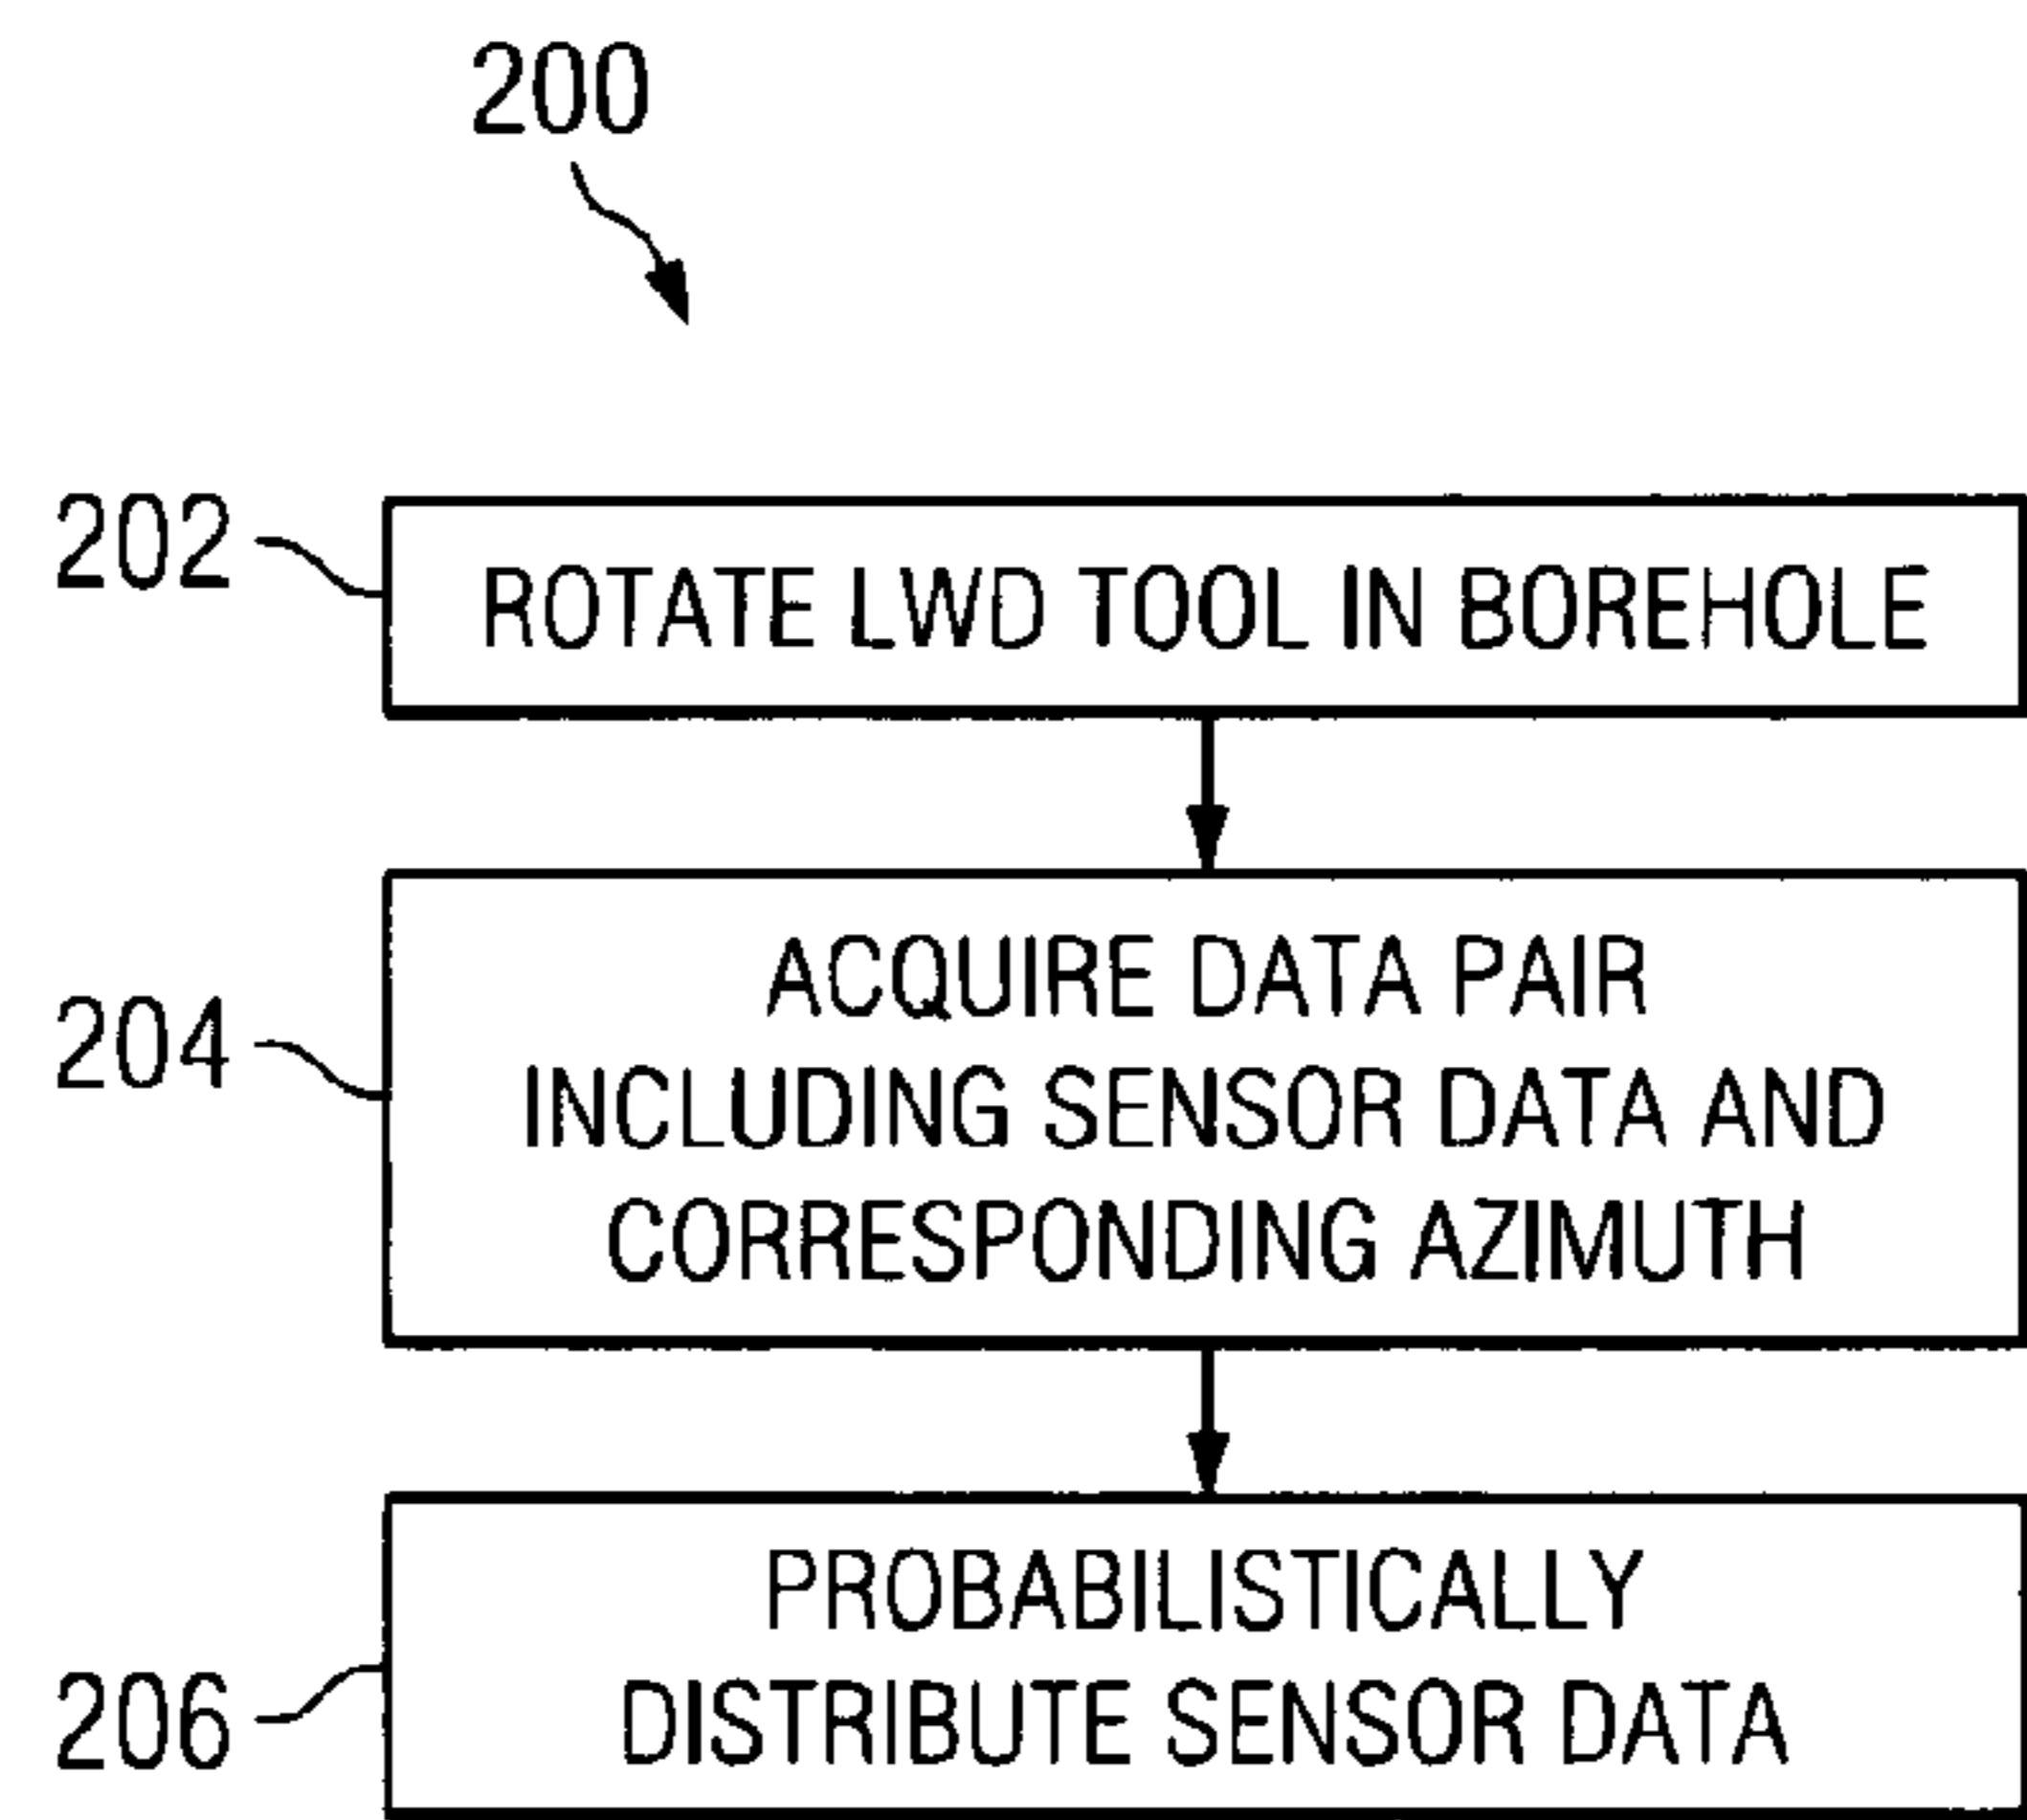 200
202
ROTATE LWD TOOL IN BOREHOLE
204
ACQUIRE DATA PAIR
INCLUDING SENSOR DATA AND
CORRESPONDING AZIMUTH
206
PROBABILISTICALLY
DISTRIBUTE SENSOR DATA